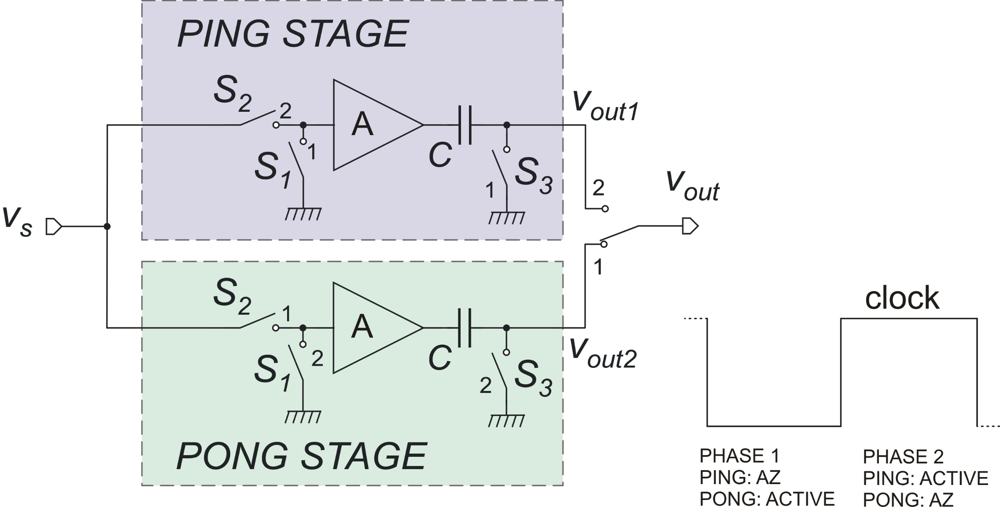 PING STAGE
S2
2
A
vout1
1
S1
C
S3
1
2
vout
vs
1
PONG STAGE
S2
1
A
S1
2
C
S3
2
vout2
clock
PHASE 1
PING: AZ
PONG: ACTIVE
PHASE 2
PING: ACTIVE
PONG: AZ